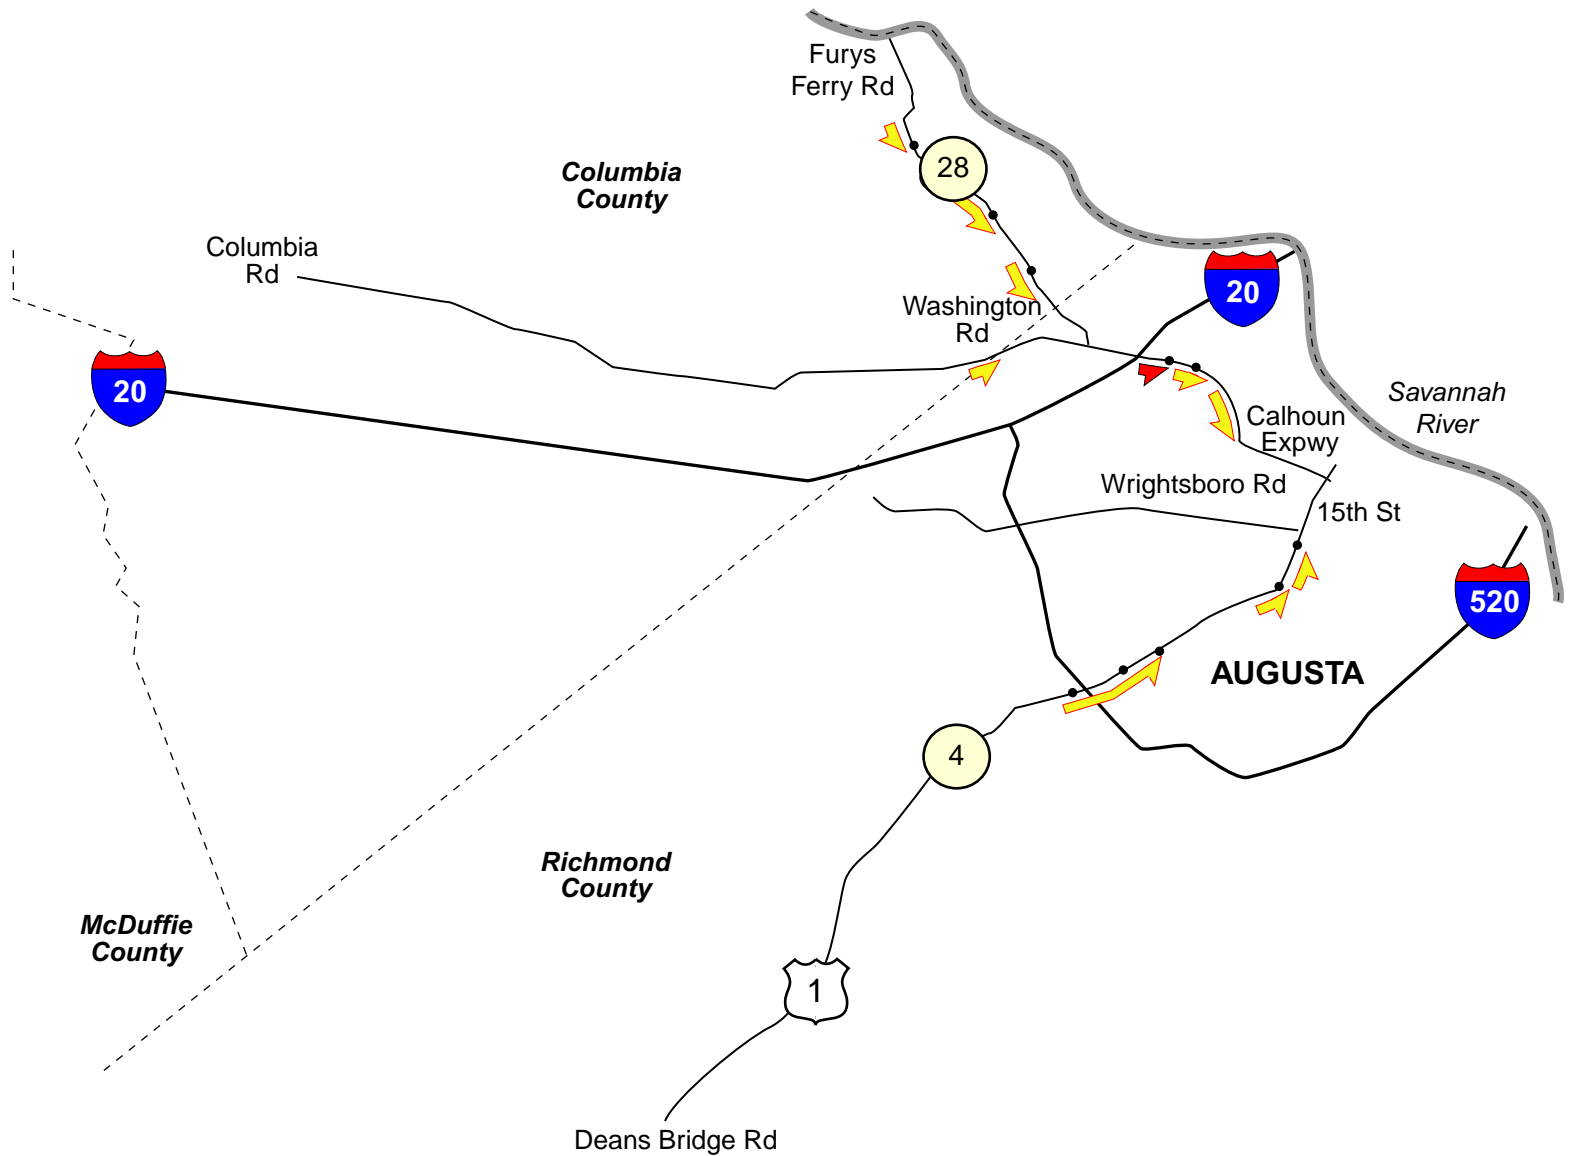 Furys
Ferry Rd
28
Columbia
County
Columbia
Rd
20
Washington
Rd
20
Savannah
River
Calhoun
Expwy
Wrightsboro Rd
15th St
520
AUGUSTA
4
Richmond
County
McDuffie
County
1
Deans Bridge Rd